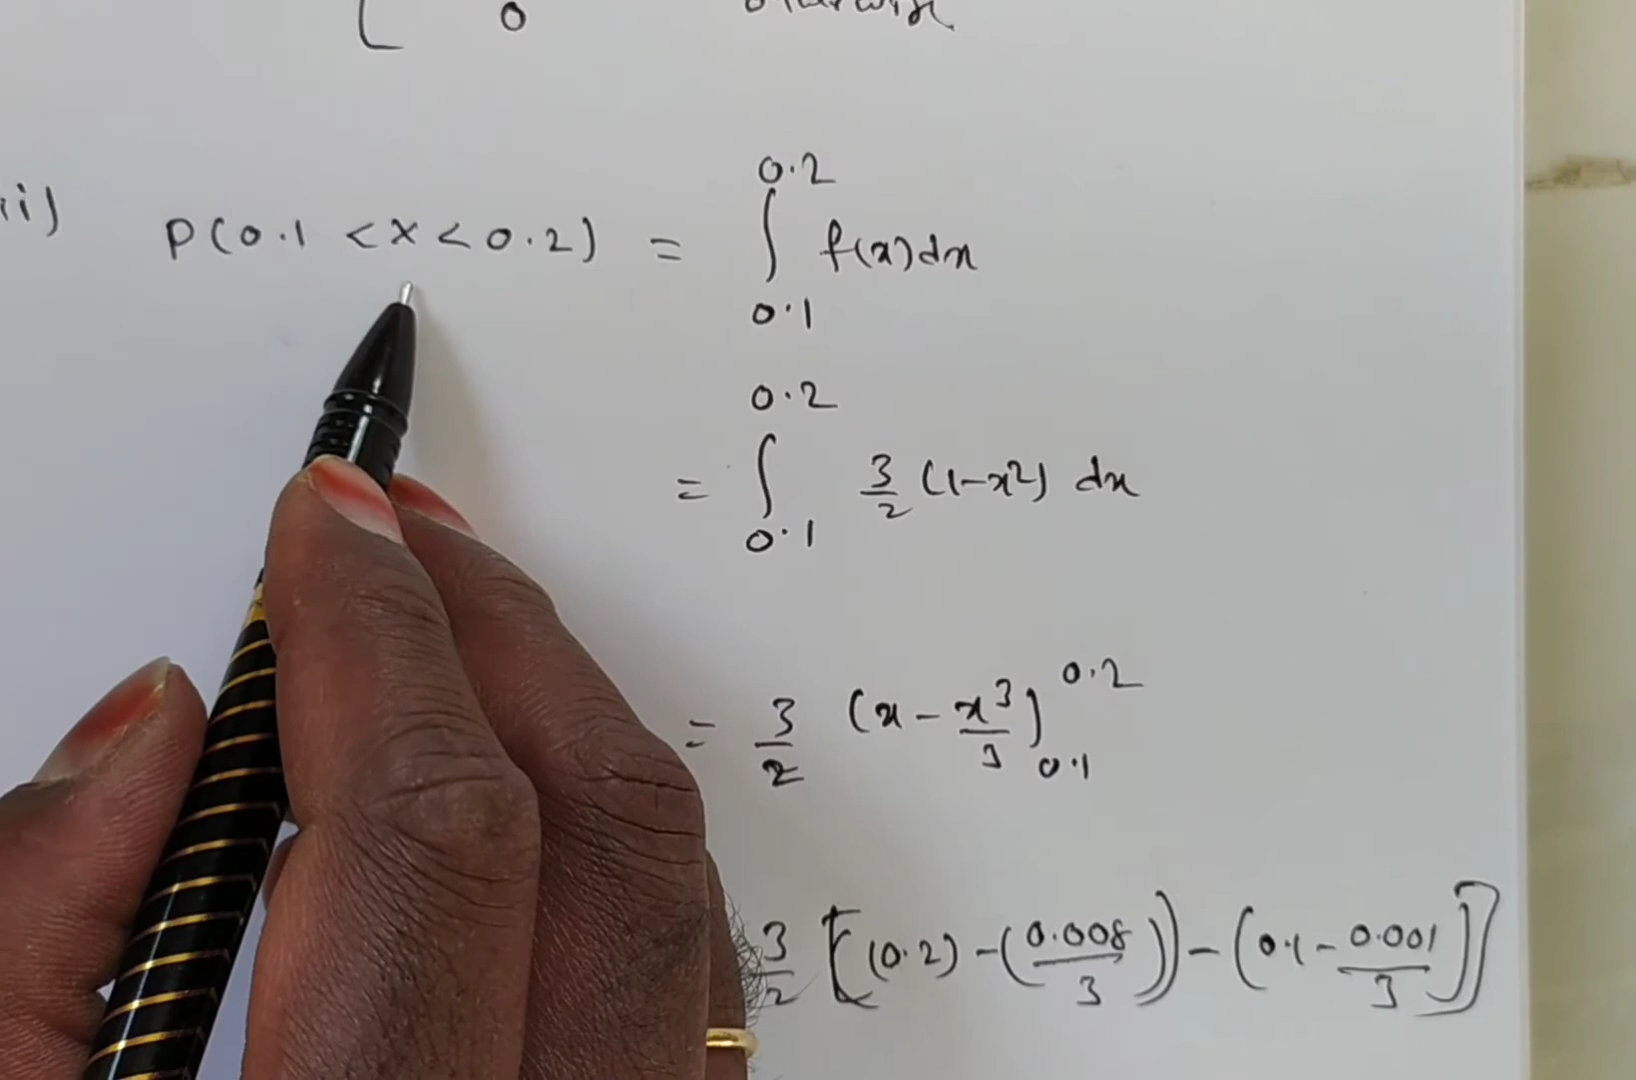 0 otherwise
ii) P(0.1 < X < 0.2) = ∫_{0.1}^{0.2} f(x)dx
= ∫_{0.1}^{0.2} 3/2 (1-x²) dx
= 3/2 (x - x³/3)_{0.1}^{0.2}
3/2 [((0.2) - (0.008/3)) - (0.1 - 0.001/3)]